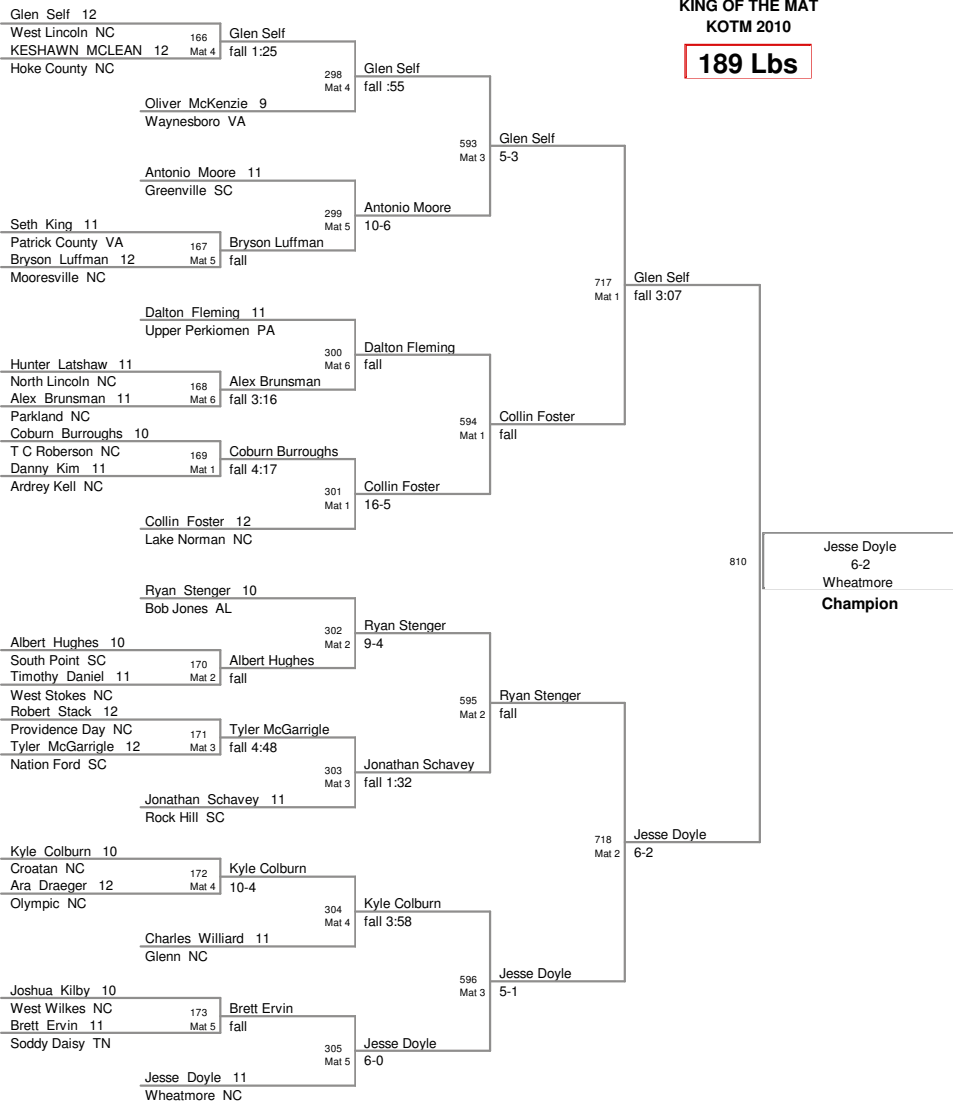 KING OF THE MAT
KOTM 2010
189 Lbs
Glen Self 12
West Lincoln NC
KESHAWN MCLEAN 12
Hoke County NC
166
Mat 4
Glen Self
fall 1:25
298
Mat 4
Glen Self
fall :55
Oliver McKenzie 9
Waynesboro VA
593
Mat 3
Glen Self
5-3
Antonio Moore 11
Greenville SC
299
Mat 5
Antonio Moore
10-6
Seth King 11
Patrick County VA
Bryson Luffman 12
Mooresville NC
167
Mat 5
Bryson Luffman
fall
717
Mat 1
Glen Self
fall 3:07
Dalton Fleming 11
Upper Perkiomen PA
300
Mat 6
Dalton Fleming
fall
Hunter Latshaw 11
North Lincoln NC
Alex Brunsman 11
Parkland NC
168
Mat 6
Alex Brunsman
fall 3:16
594
Mat 1
Collin Foster
fall
Coburn Burroughs 10
T C Roberson NC
Danny Kim 11
Ardrey Kell NC
169
Mat 1
Coburn Burroughs
fall 4:17
301
Mat 1
Collin Foster
16-5
Collin Foster 12
Lake Norman NC
810
Jesse Doyle
6-2
Wheatmore
Champion
Ryan Stenger 10
Bob Jones AL
302
Mat 2
Ryan Stenger
9-4
Albert Hughes 10
South Point SC
Timothy Daniel 11
West Stokes NC
170
Mat 2
Albert Hughes
fall
595
Mat 2
Ryan Stenger
fall
Robert Stack 12
Providence Day NC
Tyler McGarrigle 12
Nation Ford SC
171
Mat 3
Tyler McGarrigle
fall 4:48
303
Mat 3
Jonathan Schavey
fall 1:32
Jonathan Schavey 11
Rock Hill SC
718
Mat 2
Jesse Doyle
6-2
Kyle Colburn 10
Croatan NC
Ara Draeger 12
Olympic NC
172
Mat 4
Kyle Colburn
10-4
304
Mat 4
Kyle Colburn
fall 3:58
Charles Williard 11
Glenn NC
596
Mat 3
Jesse Doyle
5-1
Joshua Kilby 10
West Wilkes NC
Brett Ervin 11
Soddy Daisy TN
173
Mat 5
Brett Ervin
fall
305
Mat 5
Jesse Doyle
6-0
Jesse Doyle 11
Wheatmore NC